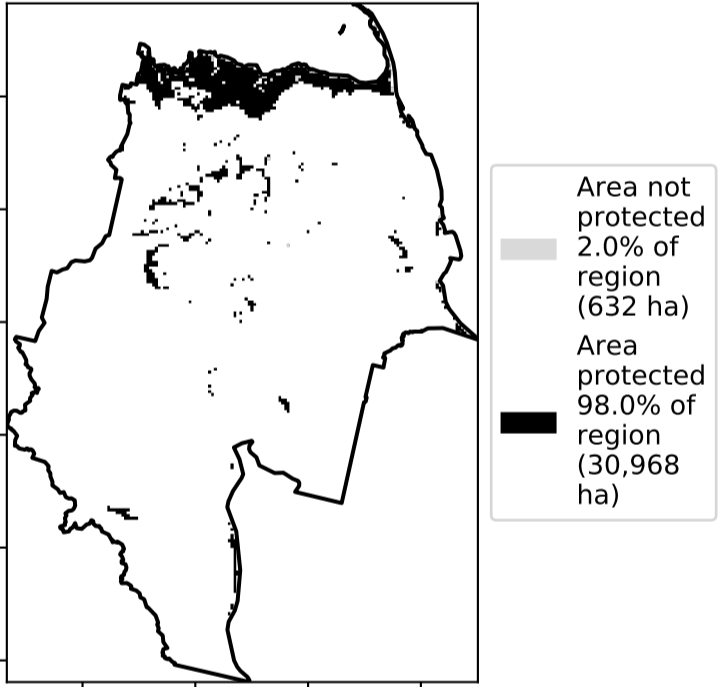 Area not
protected
2.0% of
region
(632 ha)
Area
protected
98.0% of
region
(30,968
ha)